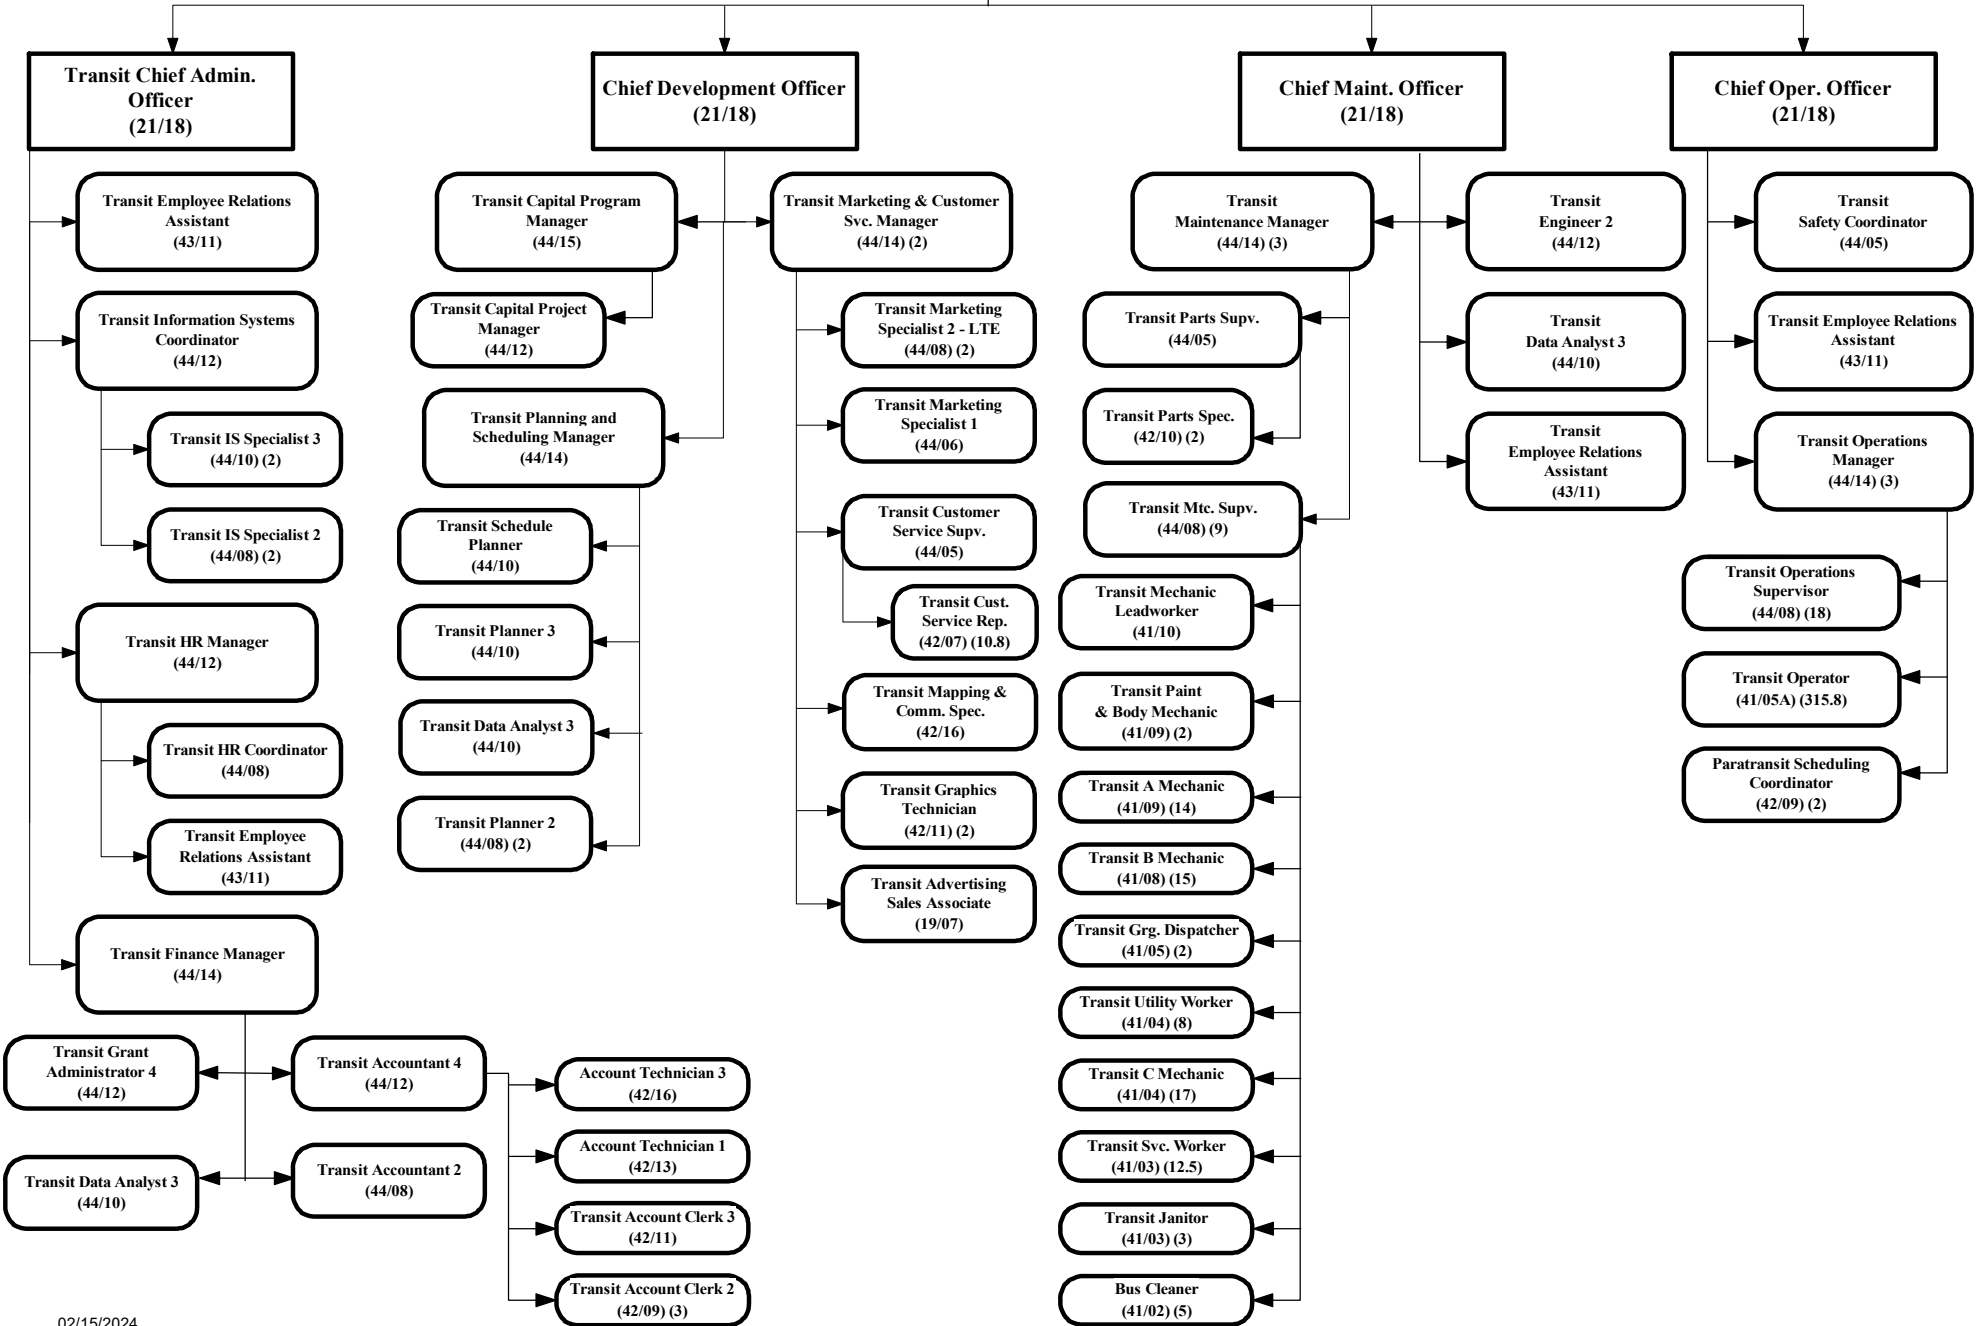 Transit Chief Admin.
Officer
(21/18)
Chief Development Officer
(21/18)
Chief Maint. Officer
(21/18)
Chief Oper. Officer
(21/18)
Transit Employee Relations
Assistant
(43/11)
Transit Information Systems
Coordinator
(44/12)
Transit IS Specialist 3
(44/10) (2)
Transit IS Specialist 2
(44/08) (2)
Transit HR Manager
(44/12)
Transit HR Coordinator
(44/08)
Transit Employee
Relations Assistant
(43/11)
Transit Finance Manager
(44/14)
Transit Grant
Administrator 4
(44/12)
Transit Accountant 4
(44/12)
Transit Data Analyst 3
(44/10)
Transit Accountant 2
(44/08)
Account Technician 3
(42/16)
Account Technician 1
(42/13)
Transit Account Clerk 3
(42/11)
Transit Account Clerk 2
(42/09) (3)
Transit Capital Program
Manager
(44/15)
Transit Capital Project
Manager
(44/12)
Transit Planning and
Scheduling Manager
(44/14)
Transit Schedule
Planner
(44/10)
Transit Planner 3
(44/10)
Transit Data Analyst 3
(44/10)
Transit Planner 2
(44/08) (2)
Transit Marketing & Customer
Svc. Manager
(44/14) (2)
Transit Marketing
Specialist 2 - LTE
(44/08) (2)
Transit Marketing
Specialist 1
(44/06)
Transit Customer
Service Supv.
(44/05)
Transit Cust.
Service Rep.
(42/07) (10.8)
Transit Mapping &
Comm. Spec.
(42/16)
Transit Graphics
Technician
(42/11) (2)
Transit Advertising
Sales Associate
(19/07)
Transit
Maintenance Manager
(44/14) (3)
Transit Parts Supv.
(44/05)
Transit Parts Spec.
(42/10) (2)
Transit Mtc. Supv.
(44/08) (9)
Transit Mechanic
Leadworker
(41/10)
Transit Paint
& Body Mechanic
(41/09) (2)
Transit A Mechanic
(41/09) (14)
Transit B Mechanic
(41/08) (15)
Transit Grg. Dispatcher
(41/05) (2)
Transit Utility Worker
(41/04) (8)
Transit C Mechanic
(41/04) (17)
Transit Svc. Worker
(41/03) (12.5)
Transit Janitor
(41/03) (3)
Bus Cleaner
(41/02) (5)
Transit
Engineer 2
(44/12)
Transit
Data Analyst 3
(44/10)
Transit
Employee Relations
Assistant
(43/11)
Transit
Safety Coordinator
(44/05)
Transit Employee Relations
Assistant
(43/11)
Transit Operations
Manager
(44/14) (3)
Transit Operations
Supervisor
(44/08) (18)
Transit Operator
(41/05A) (315.8)
Paratransit Scheduling
Coordinator
(42/09) (2)
02/15/2024